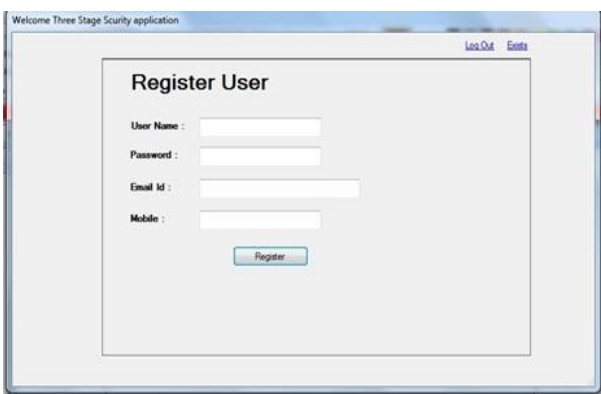 Welcome Three Stage Scurity application
Log Out Exists
Register User
User Name :
Password :
Email Id :
Mobile :
Register